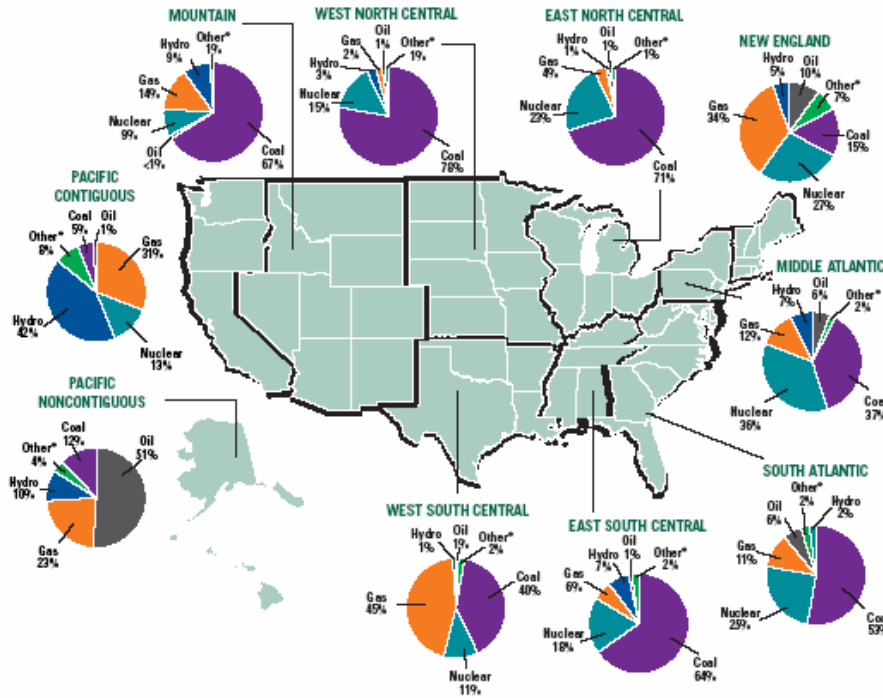 MOUNTAIN
Hydro
9%
Other*
1%
Gas
14%
Nuclear
9%
Oil
<1%
Coal
67%
WEST NORTH CENTRAL
Oil
1%
Gas
2%
Other*
19%
Hydro
3%
Nuclear
15%
Coal
78%
EAST NORTH CENTRAL
Hydro
1%
Oil
1%
Other*
1%
Gas
4%
Nuclear
23%
Coal
71%
NEW ENGLAND
Hydro
5%
Oil
10%
Other*
7%
Gas
34%
Coal
15%
Nuclear
27%
PACIFIC
CONTIGUOUS
Coal
5%
Oil
1%
Other*
8%
Gas
31%
Hydro
42%
Nuclear
13%
MIDDLE ATLANTIC
Hydro
7%
Oil
6%
Other*
2%
Gas
12%
Nuclear
36%
Coal
37%
PACIFIC
NONCONTIGUOUS
Coal
12%
Oil
51%
Other*
4%
Hydro
10%
Gas
23%
SOUTH ATLANTIC
Other*
2%
Hydro
2%
Oil
6%
Gas
11%
Nuclear
25%
Coa
53%
WEST SOUTH CENTRAL
Hydro
1%
Oil
1%
Other*
2%
Coal
40%
Gas
45%
Nuclear
11%
EAST SOUTH CENTRAL
Oil
1%
Hydro
7%
Other*
2%
Gas
6%
Nuclear
18%
Coal
64%